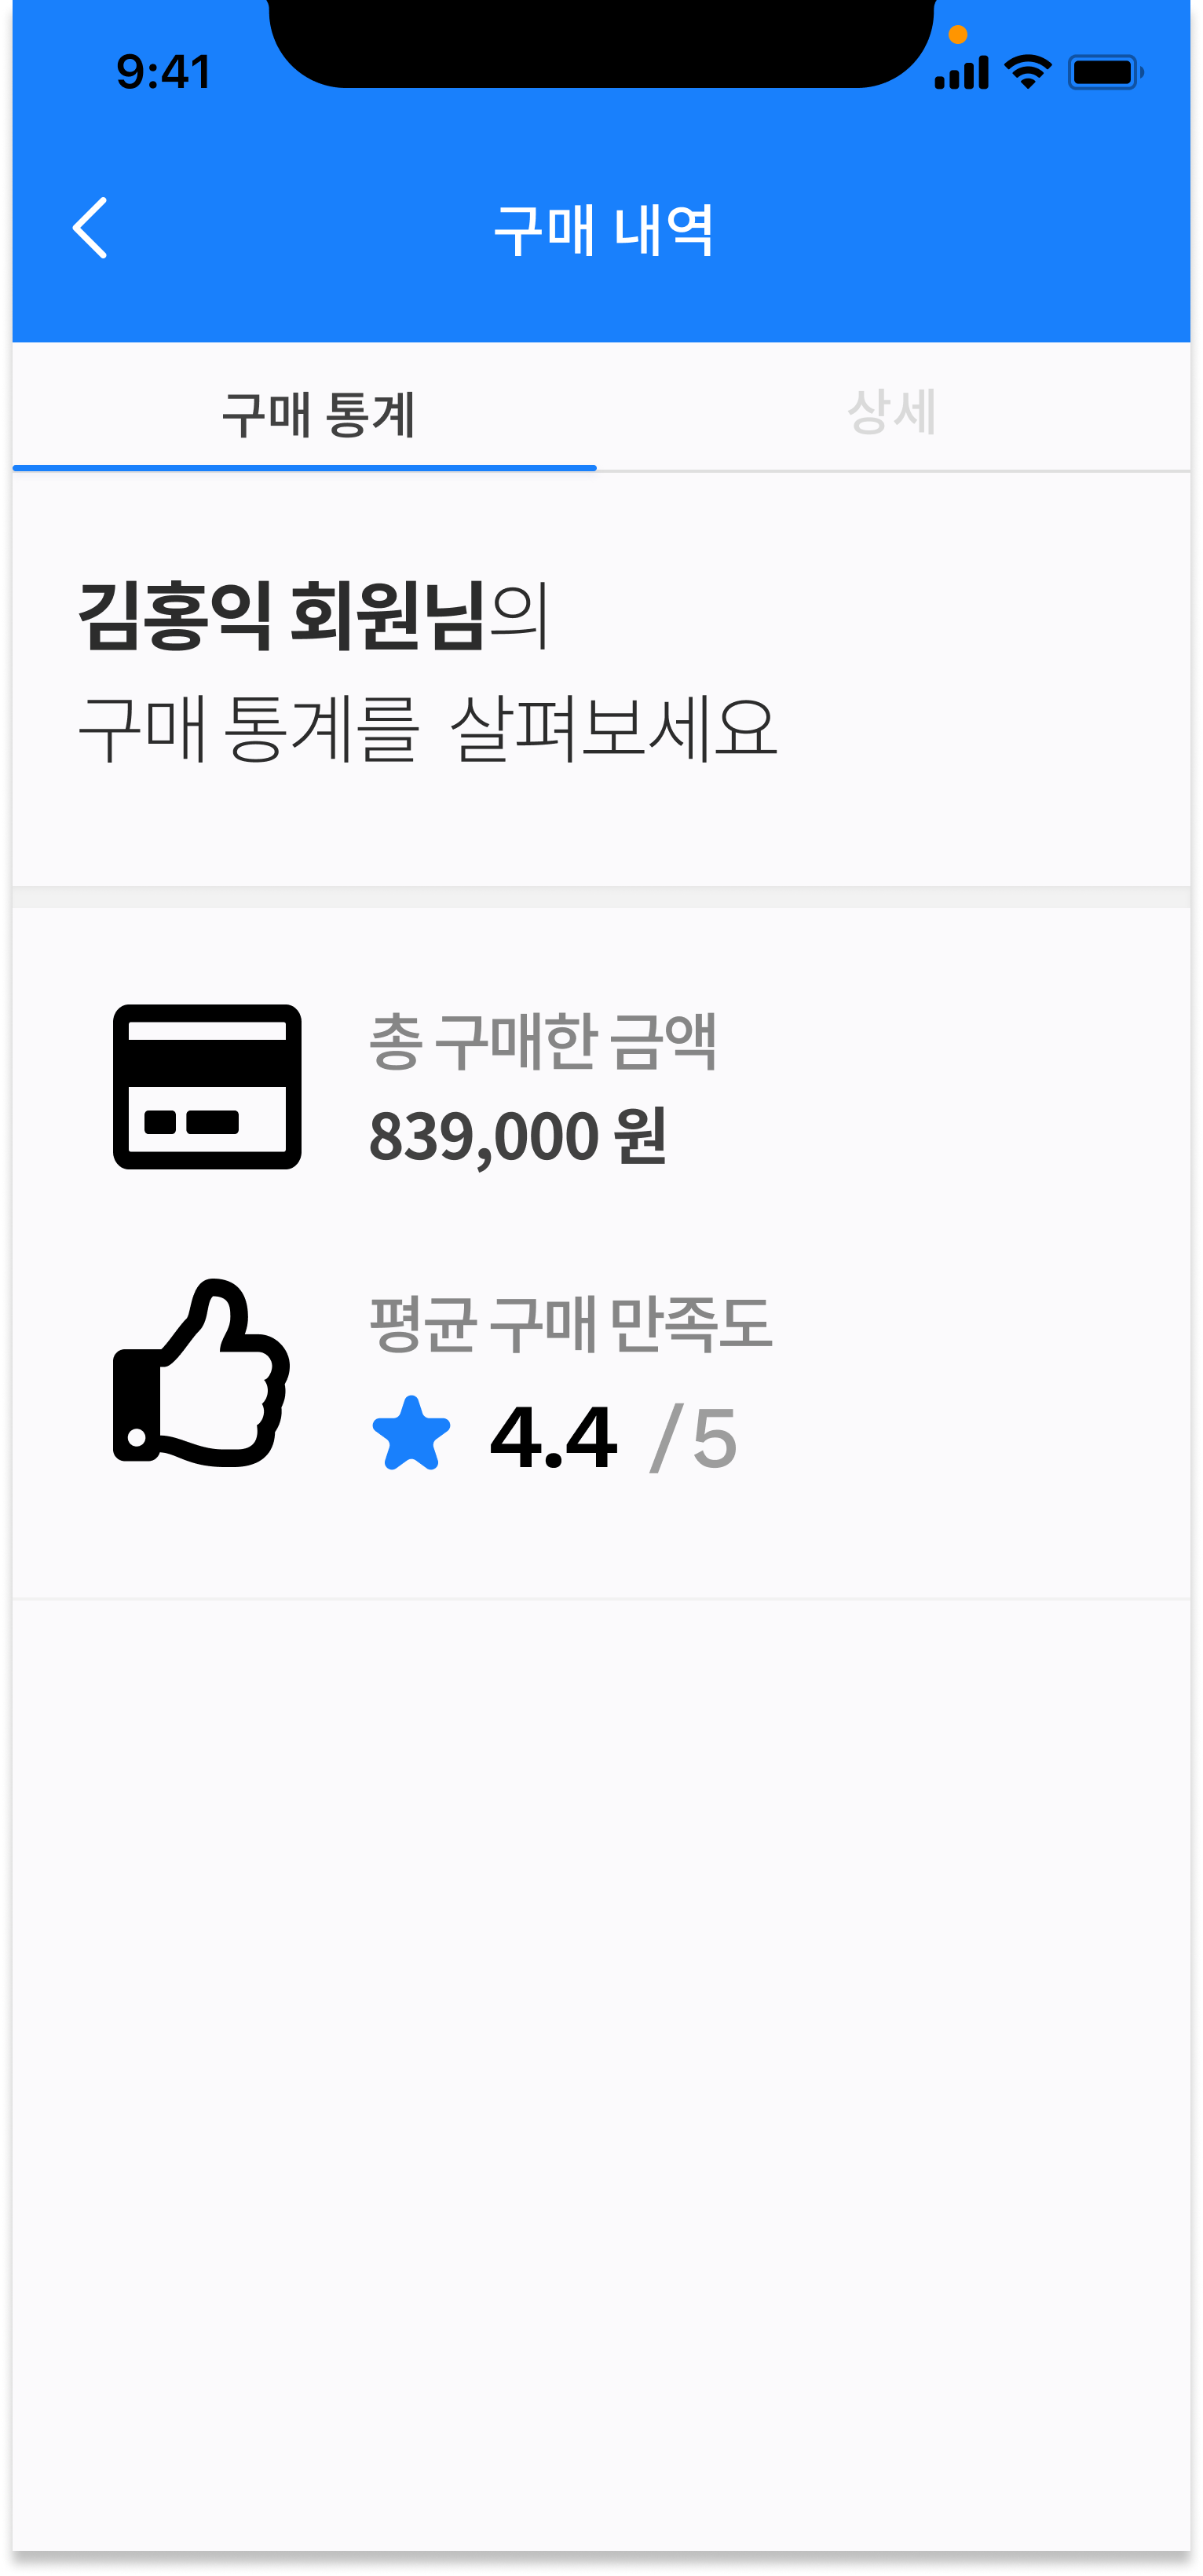 9:41
구매 내역
구매 통계
상세
김홍익 회원님의
구매 통계를 살펴보세요
총 구매한 금액
839,000 원
평균 구매 만족도
4.4 /5